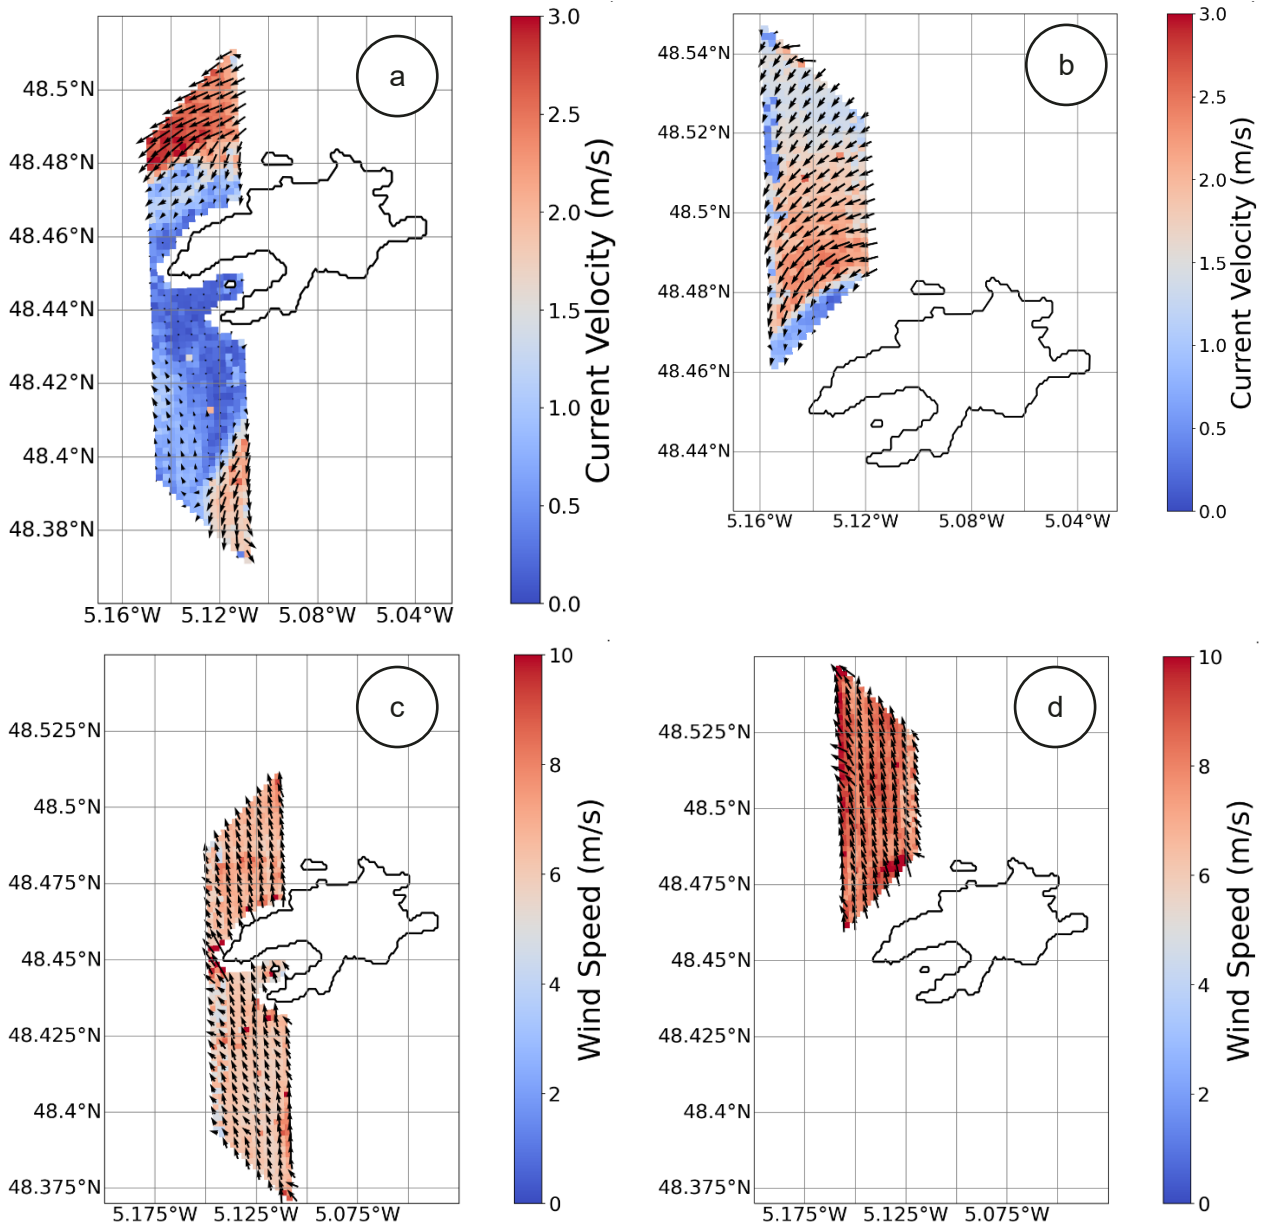 a
48.5°N
48.48°N
48.46°N
48.44°N
48.42°N
48.4°N
48.38°N
5.16°W 5.12°W 5.08°W 5.04°W
3.0
2.5
2.0
1.5
1.0
0.5
0.0
Current Velocity (m/s)
b
48.54°N
48.52°N
48.5°N
48.48°N
48.46°N
48.44°N
5.16°W 5.12°W 5.08°W 5.04°W
3.0
2.5
2.0
1.5
1.0
0.5
0.0
Current Velocity (m/s)
c
48.525°N
48.5°N
48.475°N
48.45°N
48.425°N
48.4°N
48.375°N
5.175°W 5.125°W 5.075°W
10
8
6
4
2
0
Wind Speed (m/s)
d
48.525°N
48.5°N
48.475°N
48.45°N
48.425°N
48.4°N
48.375°N
5.175°W 5.125°W 5.075°W
10
8
6
4
2
0
Wind Speed (m/s)